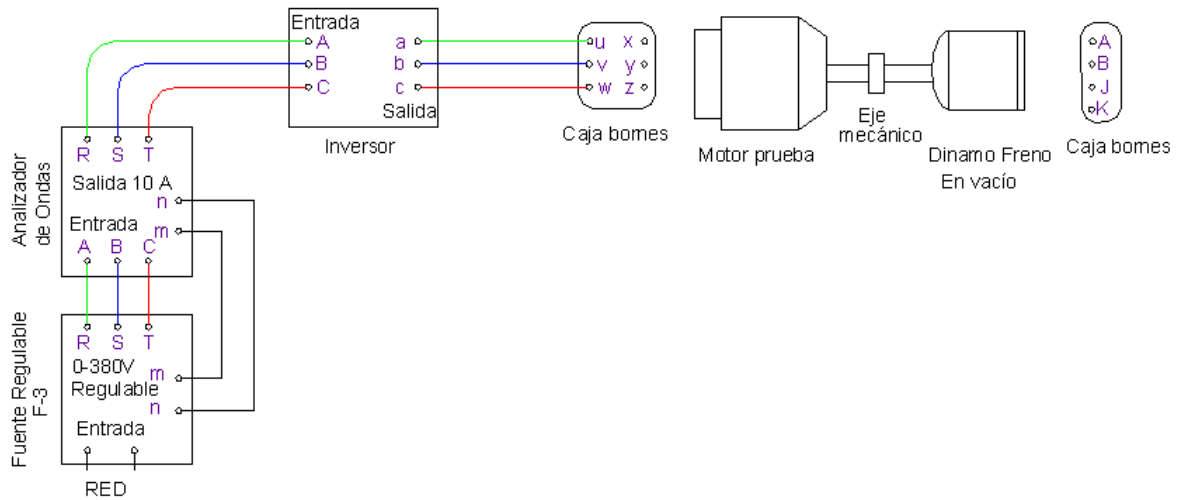 Entrada
A a
B b
C c
Salida
Inversor
u x
v y
w z
Caja bornes
Motor prueba
Eje
mecánico
Dinamo Freno
En vacío
A
B
J
K
Caja bornes
R S T
Salida 10 A
n
Entrada m
A B C
Analizador
de Ondas
R S T
0-380V
m
Regulable
n
Entrada
Fuente Regulable
F-3
RED